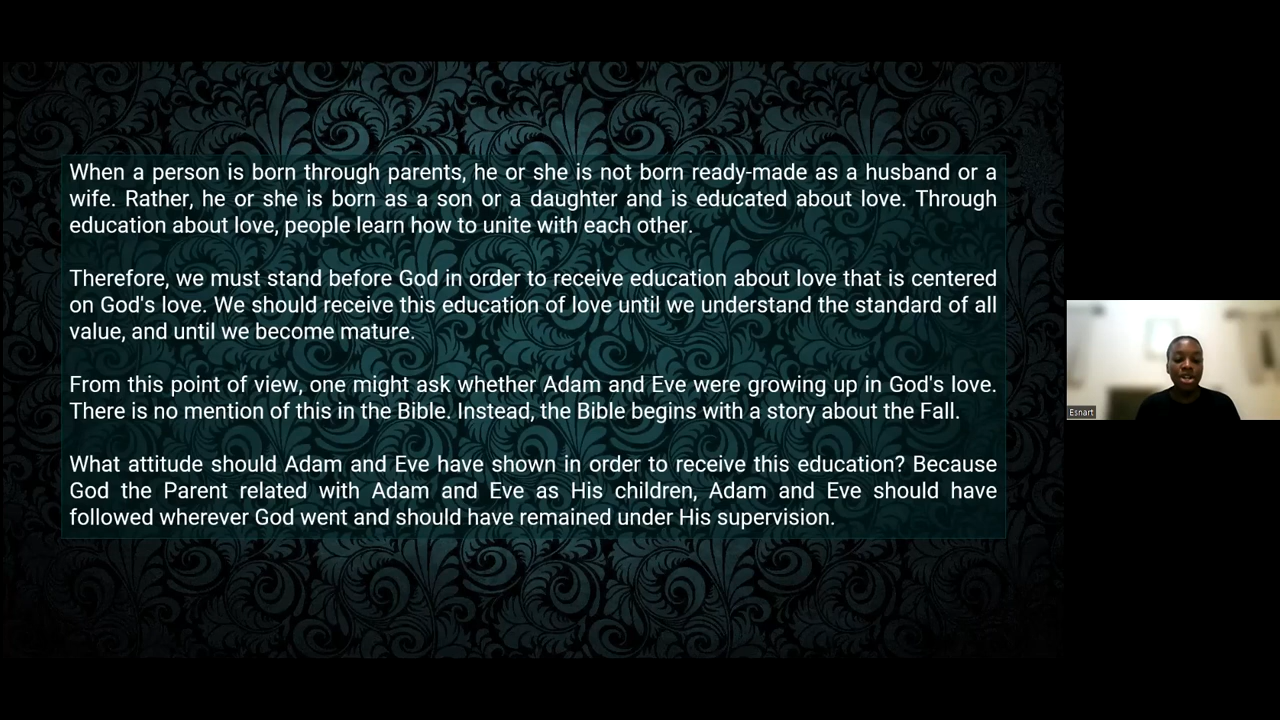 When a person is born through parents, he or she is not born ready-made as a husband or a
wife. Rather, he or she is born as a son or a daughter and is educated about love. Through
education about love, people learn how to unite with each other.
Therefore, we must stand before God in order to receive education about love that is centered
on God's love. We should receive this education of love until we understand the standard of all
value, and until we become mature.
From this point of view, one might ask whether Adam and Eve were growing up in God's love.
There is no mention of this in the Bible. Instead, the Bible begins with a story about the Fall.
What attitude should Adam and Eve have shown in order to receive this education? Because
God the Parent related with Adam and Eve as His children, Adam and Eve should have
followed wherever God went and should have remained under His supervision.
Esnart